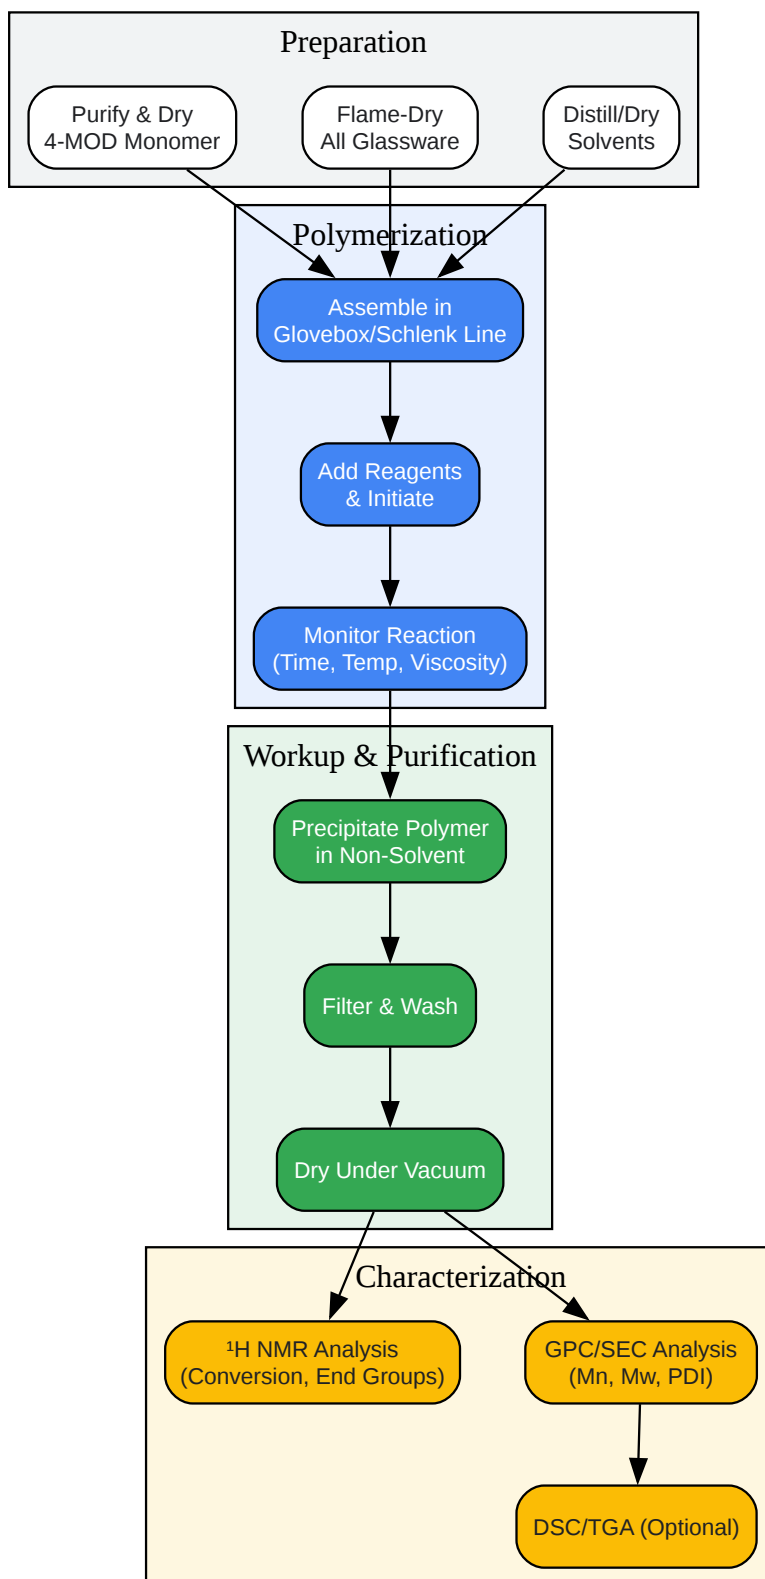 Preparation
Purify & Dry
4-MOD Monomer
Flame-Dry
All Glassware
Distill/Dry
Solvents
Polymerization
Assemble in
Glovebox/Schlenk Line
Add Reagents
& Initiate
Monitor Reaction
(Time, Temp, Viscosity)
Workup & Purification
Precipitate Polymer
in Non-Solvent
Filter & Wash
Dry Under Vacuum
Characterization
¹H NMR Analysis
(Conversion, End Groups)
GPC/SEC Analysis
(Mn, Mw, PDI)
DSC/TGA (Optional)